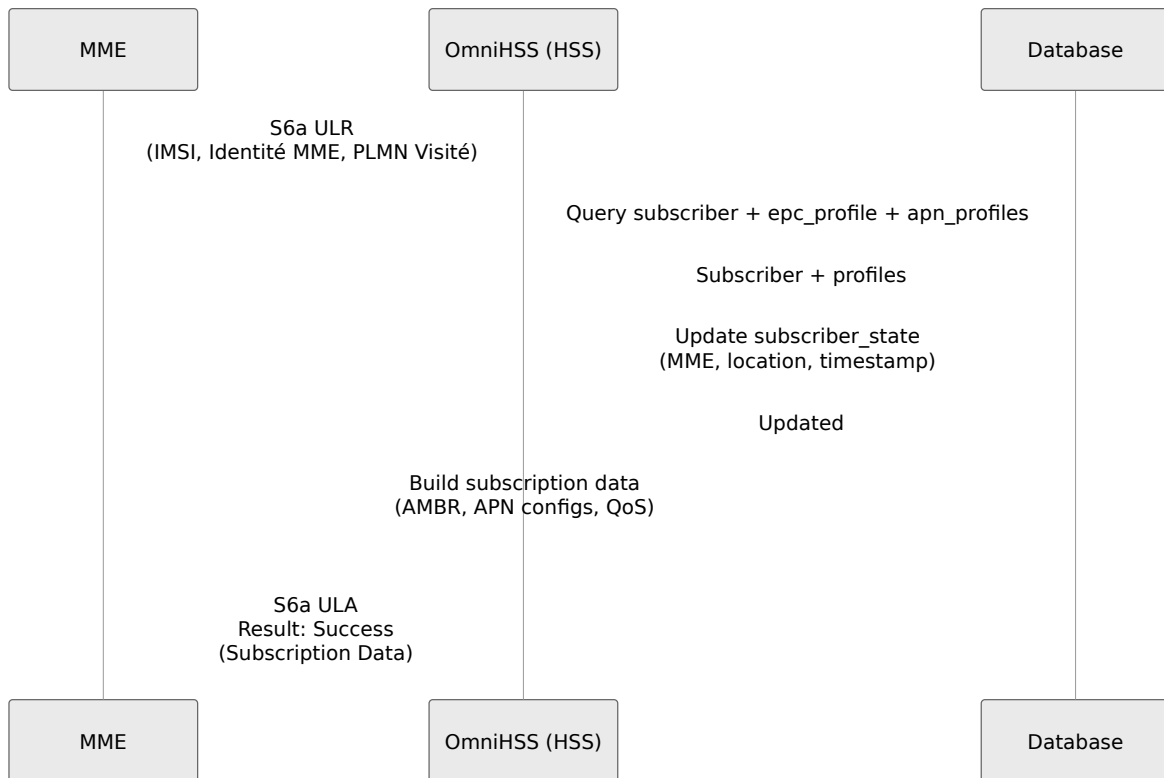 MME
OmniHSS (HSS)
Database
S6a ULR
(IMSI, Identité MME, PLMN Visité)
Query subscriber + epc_profile + apn_profiles
Subscriber + profiles
Update subscriber_state
(MME, location, timestamp)
Updated
Build subscription data
(AMBR, APN configs, QoS)
S6a ULA
Result: Success
(Subscription Data)
MME
OmniHSS (HSS)
Database